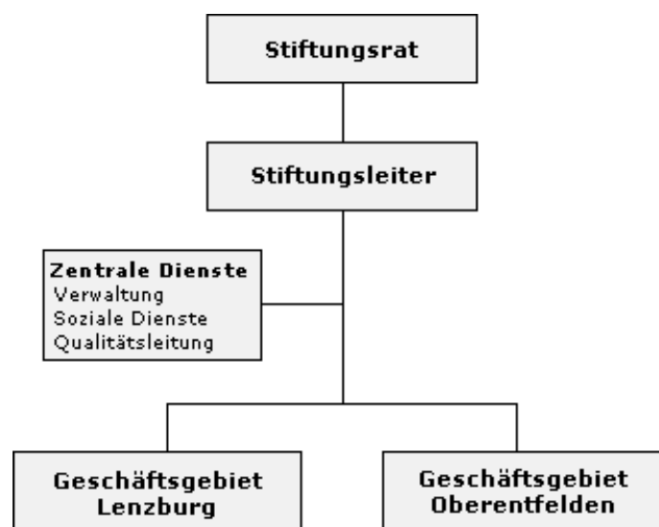 Stiftungsrat
Stiftungsleiter
Zentrale Dienste
Verwaltung
Soziale Dienste
Qualitätsleitung
Geschäftsgebiet
Lenzburg
Geschäftsgebiet
Oberentfelden